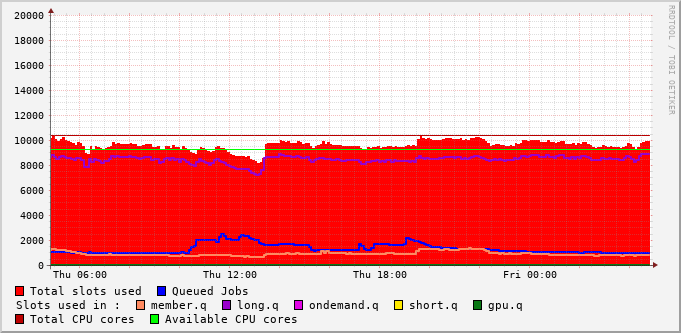 RRDTOOL / TOBI OETIKER
20000
18000
16000
14000
12000
10000
8000
6000
4000
2000
0
Thu 06:00 Thu 12:00 Thu 18:00 Fri 00:00
Total slots used Queued Jobs
Slots used in : member.q long.q ondemand.q short.q gpu.q
Total CPU cores Available CPU cores